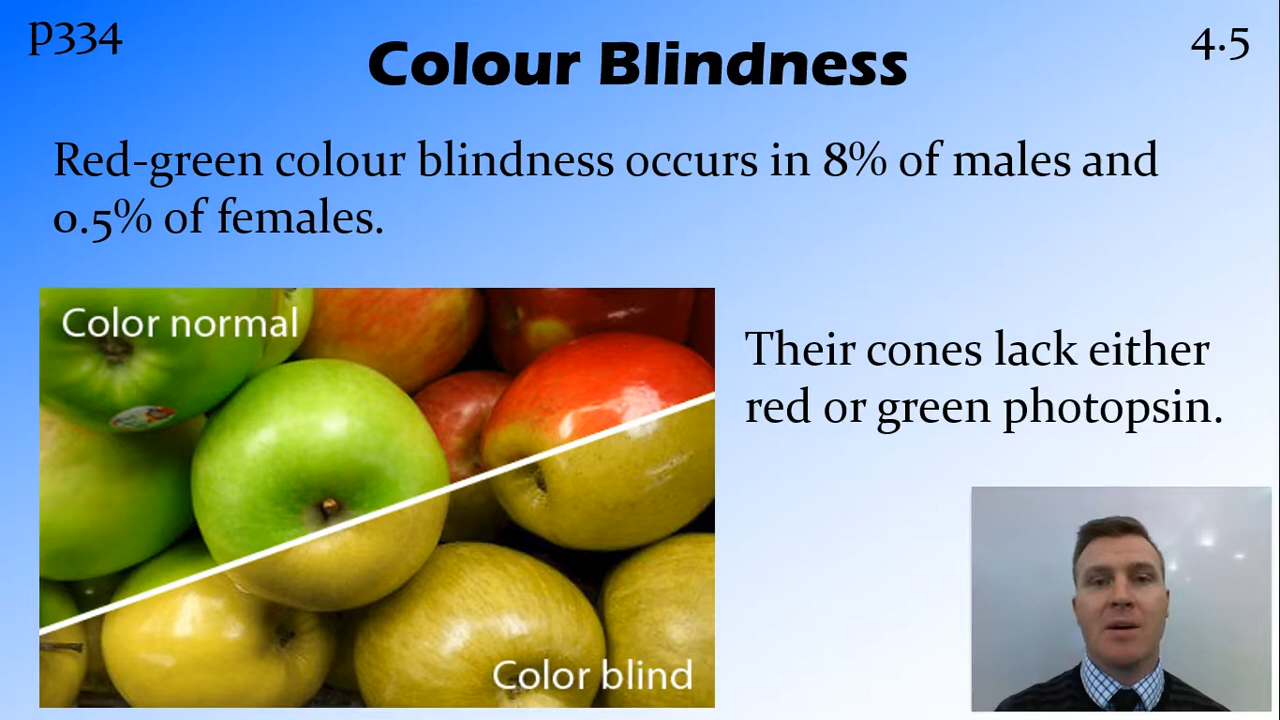 p334
Colour Blindness
4.5
Red-green colour blindness occurs in 8% of males and
0.5% of females.
Color normal
Their cones lack either
red or green photopsin.
Color blind